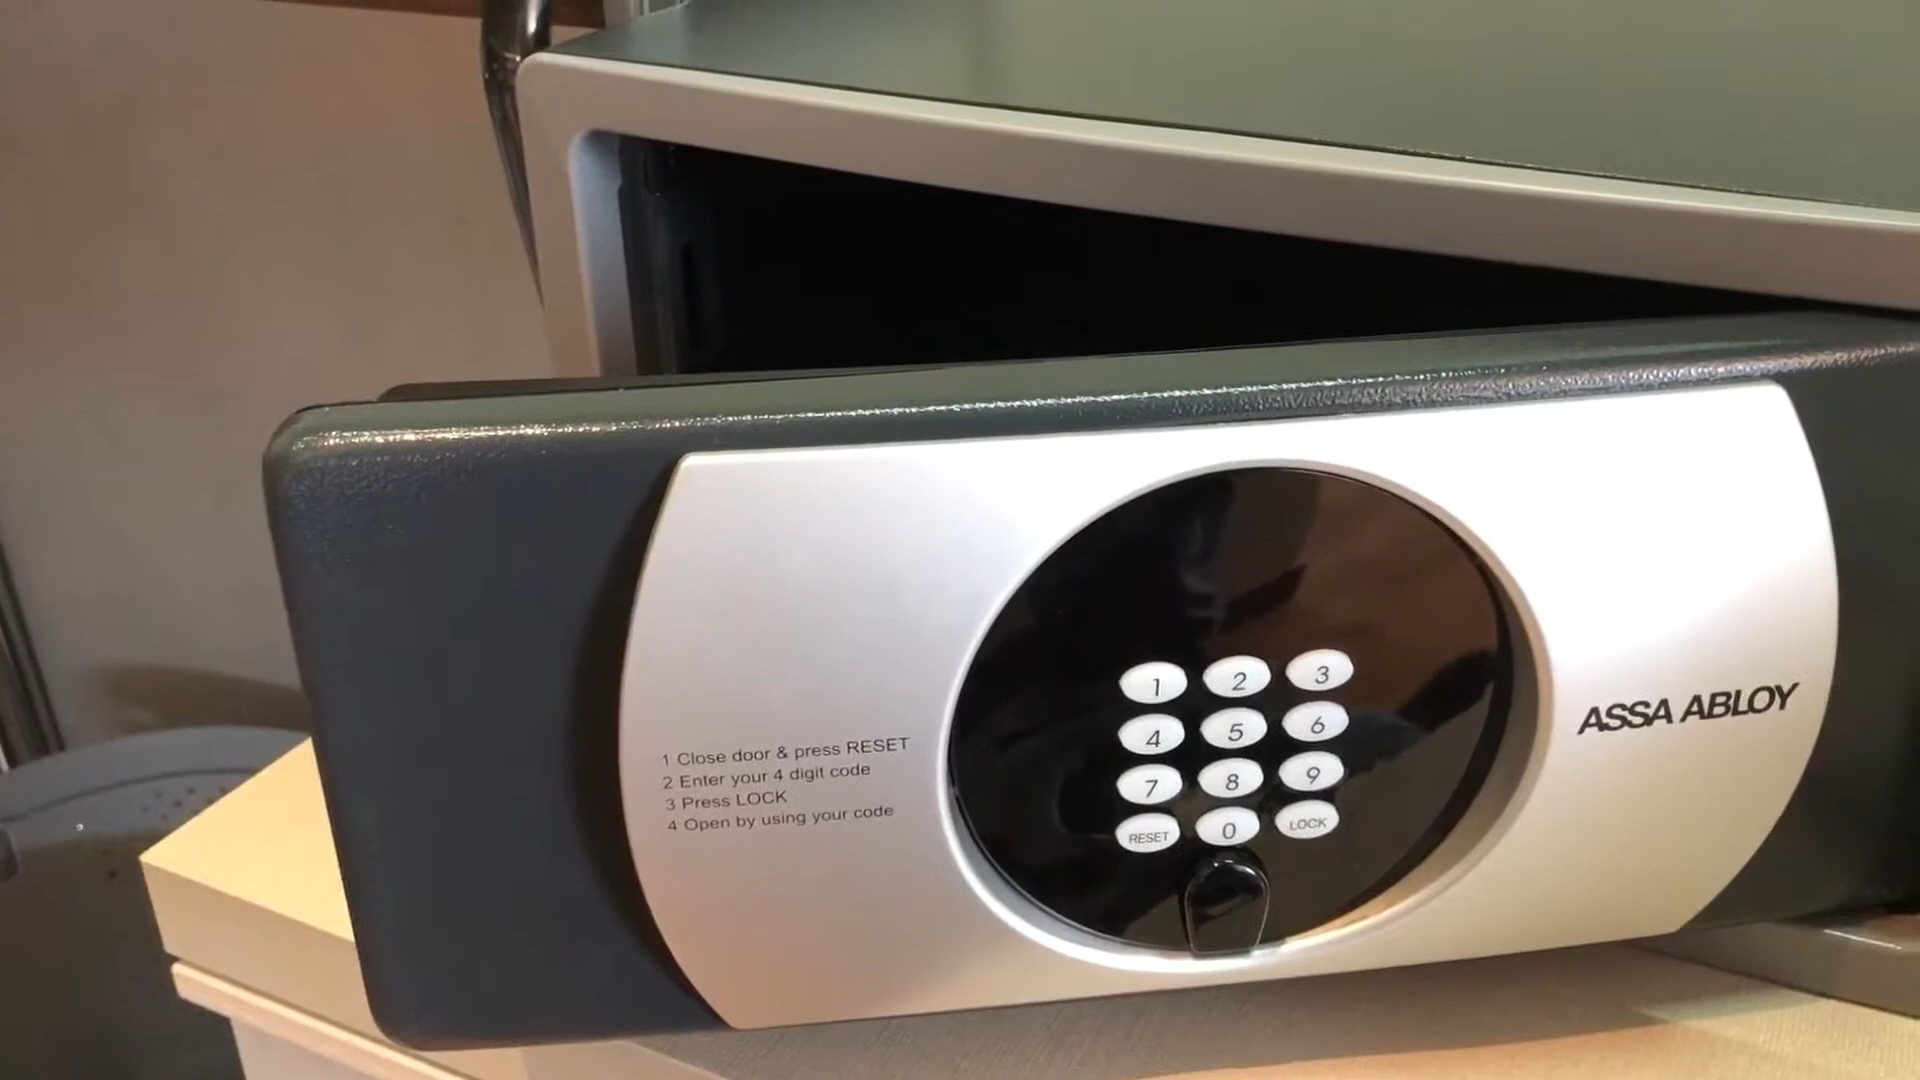 1 Close door & press RESET
2 Enter your 4 digit code
3 Press LOCK
4 Open by using your code
1 2 3
4 5 6
7 8 9
RESET 0 LOCK
ASSA ABLOY